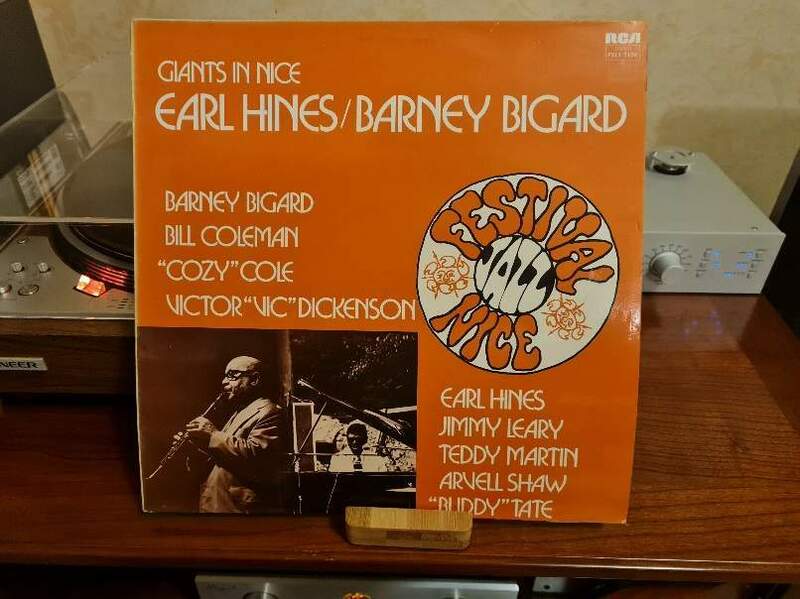 RCA
GIANTS IN NICE
EARL HINES/BARNEY BIGARD
BARNEY BIGARD
BILL COLEMAN
“COZY” COLE
VICTOR “VIC” DICKENSON
FESTIVAL
JAZZ
NICE
EARL HINES
JIMMY LEARY
TEDDY MARTIN
ARVELL SHAW
“BUDDY” TATE
NEER